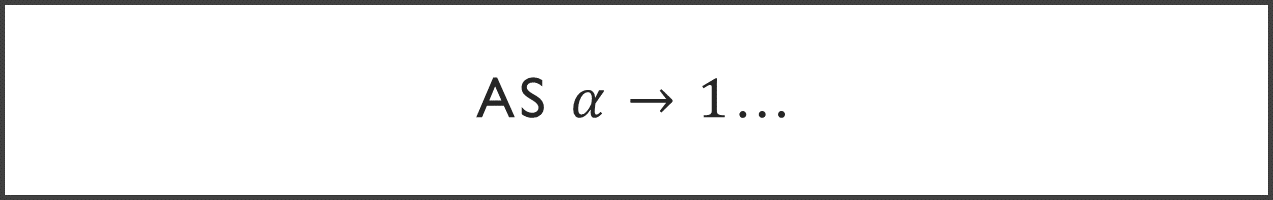 AS α → 1…